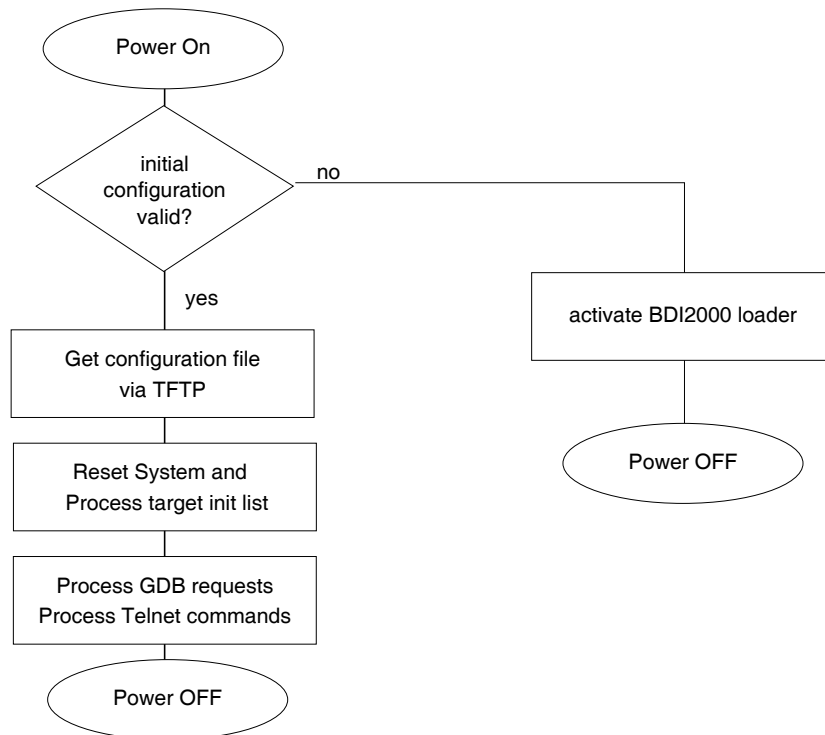 Power On
initial
configuration
valid?
no
yes
activate BDI2000 loader
Get configuration file
via TFTP
Power OFF
Reset System and
Process target init list
Process GDB requests
Process Telnet commands
Power OFF